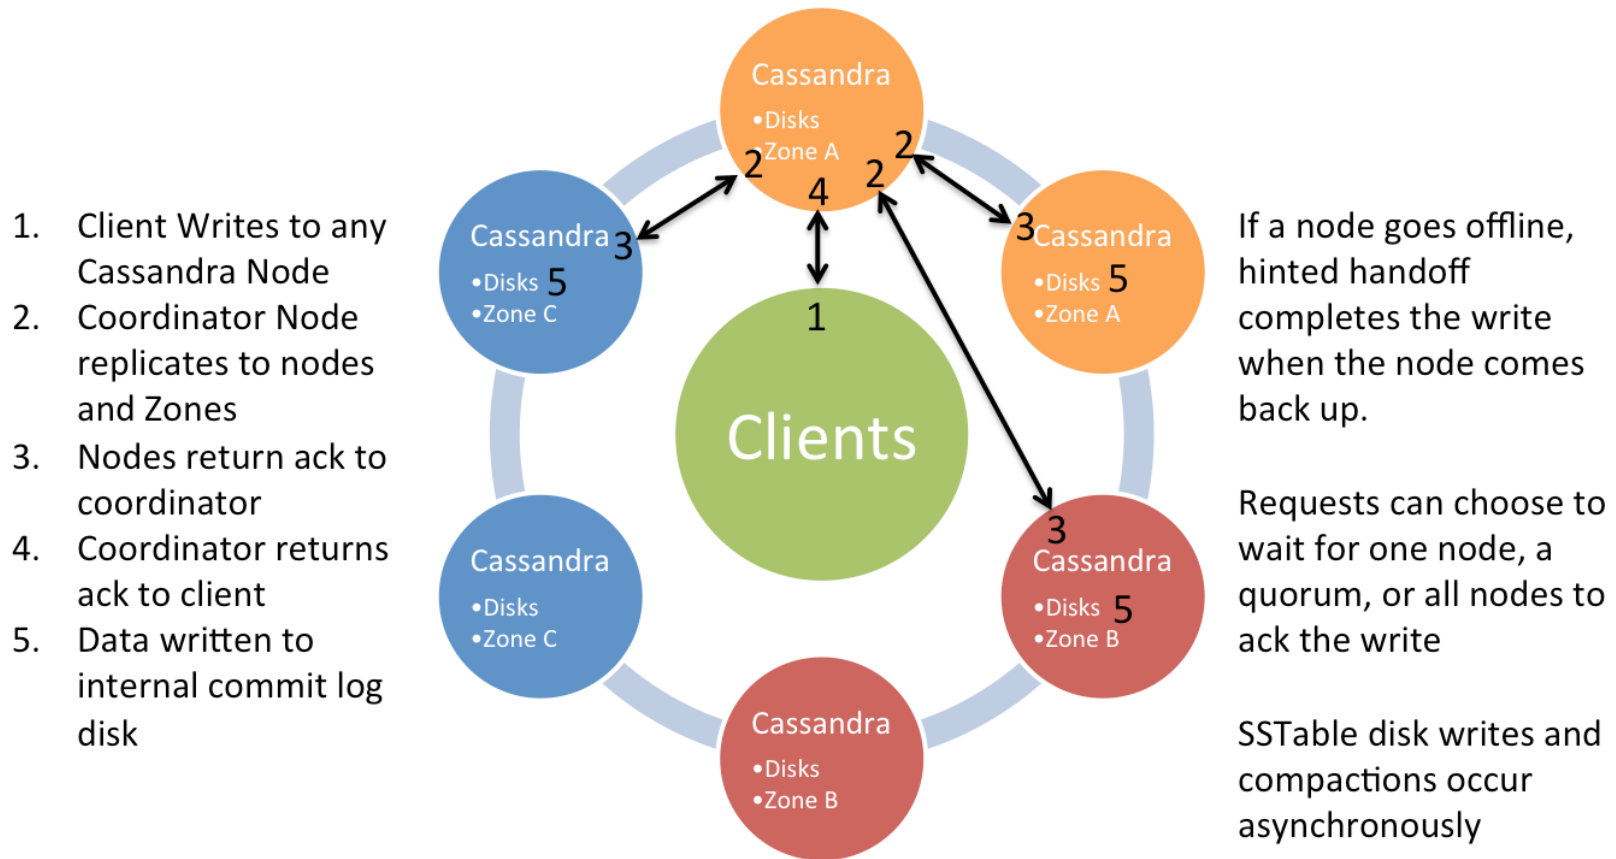 1. Client Writes to any
Cassandra Node
2. Coordinator Node
replicates to nodes
and Zones
3. Nodes return ack to
coordinator
4. Coordinator returns
ack to client
5. Data written to
internal commit log
disk
Cassandra
•Disks
•Zone A
2
4
2
2
Cassandra 3
•Disks 5
•Zone C
3 Cassandra
•Disks 5
•Zone A
1
Clients
Cassandra
•Disks
•Zone C
3
Cassandra
•Disks 5
•Zone B
Cassandra
•Disks
•Zone B
If a node goes offline,
hinted handoff
completes the write
when the node comes
back up.
Requests can choose to
wait for one node, a
quorum, or all nodes to
ack the write
SSTable disk writes and
compactions occur
asynchronously